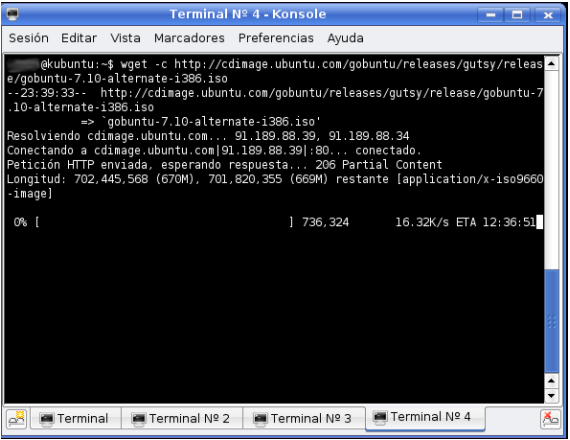 Terminal Nº 4 - Konsole
Sesión Editar Vista Marcadores Preferencias Ayuda
@kubuntu:~$ wget -c http://cdimage.ubuntu.com/gobuntu/releases/gutsy/releas
e/gobuntu-7.10-alternate-i386.iso
--23:39:33-- http://cdimage.ubuntu.com/gobuntu/releases/gutsy/release/gobuntu-7
.10-alternate-i386.iso
=> `gobuntu-7.10-alternate-i386.iso'
Resolviendo cdimage.ubuntu.com... 91.189.88.39, 91.189.88.34
Conectando a cdimage.ubuntu.com|91.189.88.39|:80... conectado.
Petición HTTP enviada, esperando respuesta... 206 Partial Content
Longitud: 702,445,568 (670M), 701,820,355 (669M) restante [application/x-iso9660
-image]
0% [ ] 736,324 16.32K/s ETA 12:36:51
Terminal Terminal Nº 2 Terminal Nº 3 Terminal Nº 4